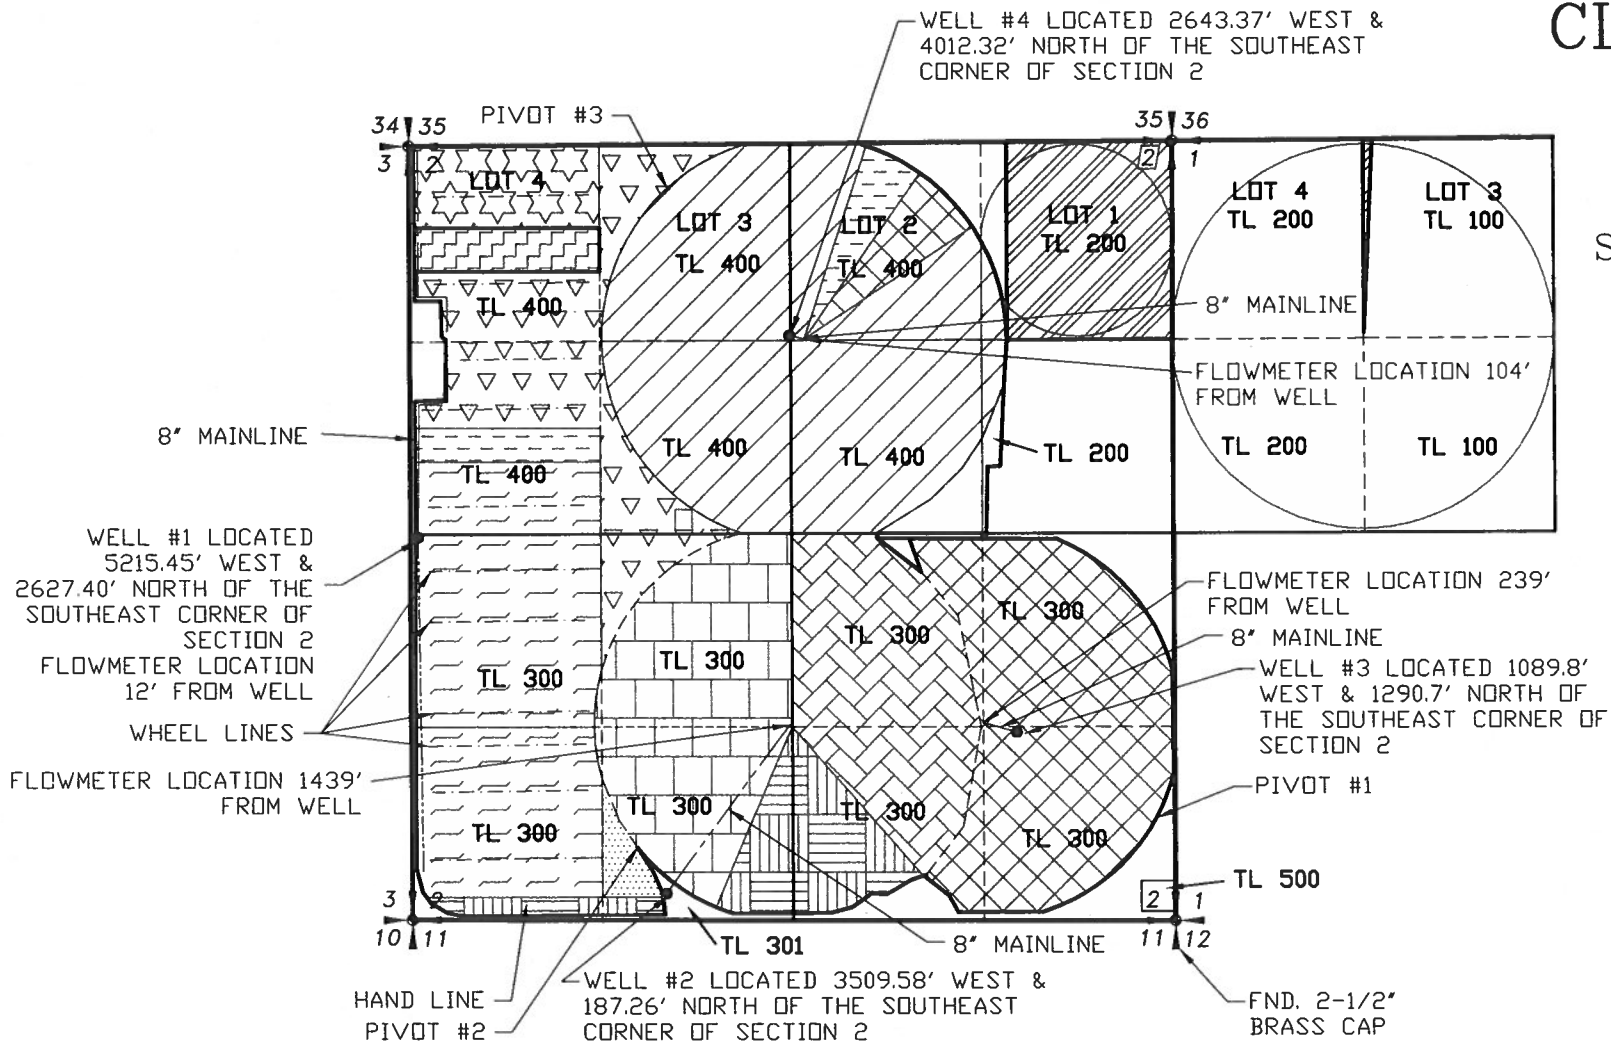 WELL #4 LOCATED 2643.37' WEST &
4012.32' NORTH OF THE SOUTHEAST
CORNER OF SECTION 2
PIVOT #3
34 35
3 2
35 36
2 1
LOT 4
LOT 3
TL 400
LOT 2
TL 400
LOT 1
TL 200
LOT 4
TL 200
LOT 3
TL 100
TL 400
8" MAINLINE
FLOWMETER LOCATION 104'
FROM WELL
8" MAINLINE
TL 400
TL 400
TL 400
TL 200
TL 200
TL 100
WELL #1 LOCATED
5215.45' WEST &
2627.40' NORTH OF THE
SOUTHEAST CORNER OF
SECTION 2
FLOWMETER LOCATION
12' FROM WELL
WHEEL LINES
FLOWMETER LOCATION 1439'
FROM WELL
TL 300
TL 300
TL 300
TL 300
FLOWMETER LOCATION 239'
FROM WELL
8" MAINLINE
WELL #3 LOCATED 1089.8'
WEST & 1290.7' NORTH OF
THE SOUTHEAST CORNER OF
SECTION 2
PIVOT #1
TL 300
TL 300
TL 300
TL 300
TL 500
3 2
10 11
2 1
11 12
TL 301
8" MAINLINE
HAND LINE
PIVOT #2
WELL #2 LOCATED 3509.58' WEST &
187.26' NORTH OF THE SOUTHEAST
CORNER OF SECTION 2
FND. 2-1/2"
BRASS CAP
S